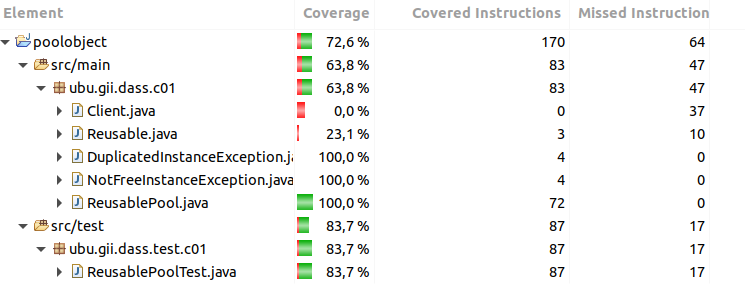 Element Coverage Covered Instructions Missed Instruction
poolobject 72,6 % 170 64
src/main 63,8 % 83 47
ubu.gii.dass.c01 63,8 % 83 47
Client.java 0,0 % 0 37
Reusable.java 23,1 % 3 10
DuplicatedInstanceException.ja 100,0 % 4 0
NotFreeInstanceException.java 100,0 % 4 0
ReusablePool.java 100,0 % 72 0
src/test 83,7 % 87 17
ubu.gii.dass.test.c01 83,7 % 87 17
ReusablePoolTest.java 83,7 % 87 17